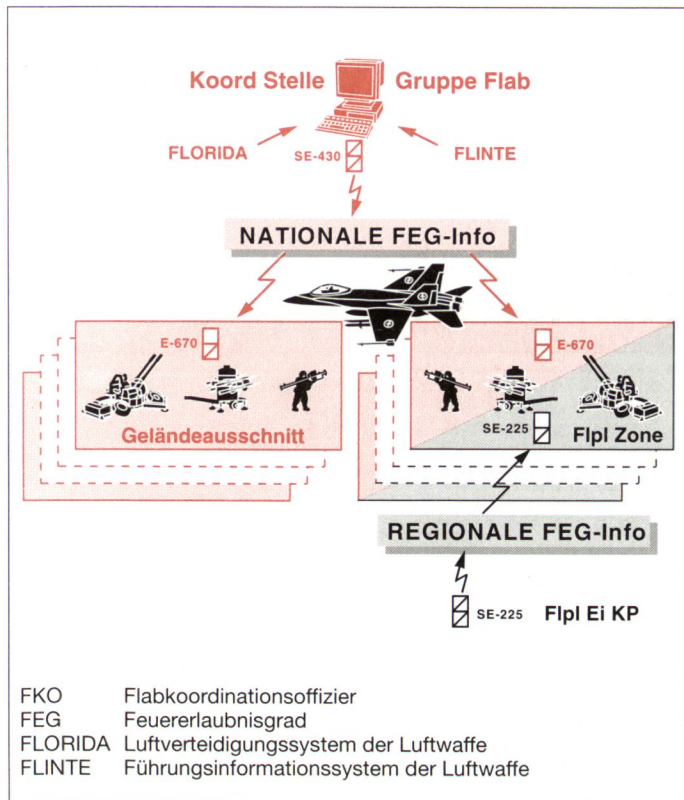 Koord Stelle Gruppe Flab
FLORIDA SE-430 FLINTE
NATIONALE FEG-Info
E-670 E-670
Geländeausschnitt
SE-225 Flpl Zone
REGIONALE FEG-Info
SE-225 Flpl Ei KP
FKO Flabkoordinationsoffizier
FEG Feuererlaubnisgrad
FLORIDA Luftverteidigungssystem der Luftwaffe
FLINTE Führungsinformationssystem der Luftwaffe